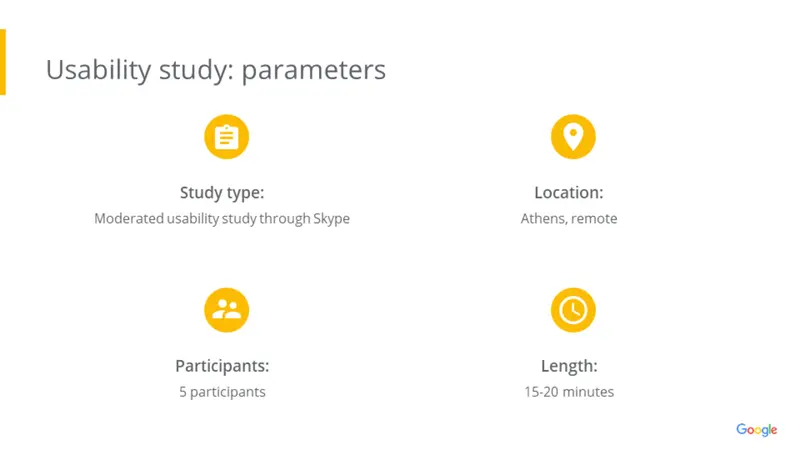 Usability study: parameters
Study type:
Moderated usability study through Skype
Location:
Athens, remote
Participants:
5 participants
Length:
15-20 minutes
Google